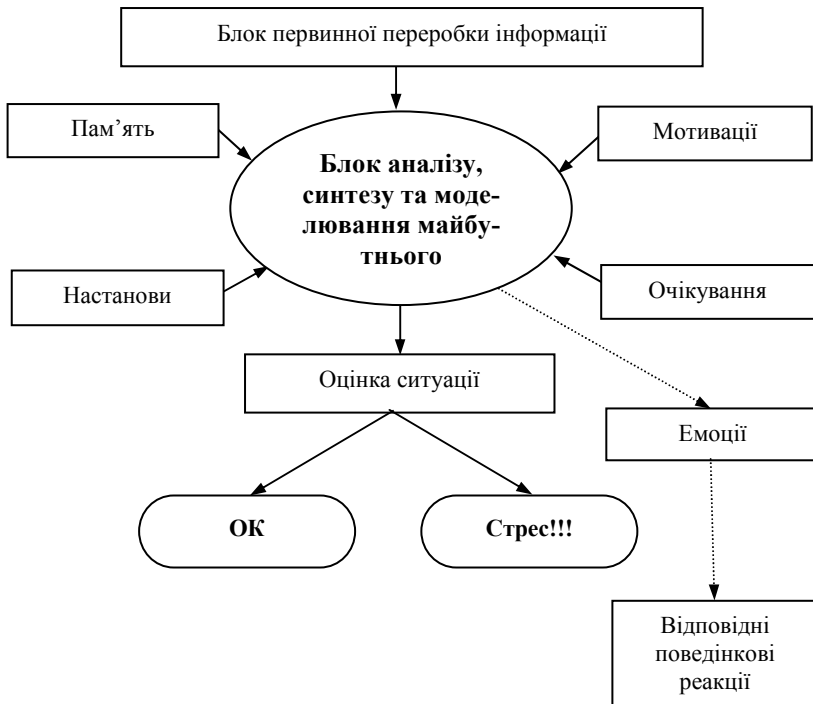 Блок первинної переробки інформації
Пам’ять
Мотивації
Блок аналізу,
синтезу та моде-
лювання майбу-
тнього
Настанови
Очікування
Оцінка ситуації
Емоції
ОК
Стрес!!!
Відповідні
поведінкові
реакції